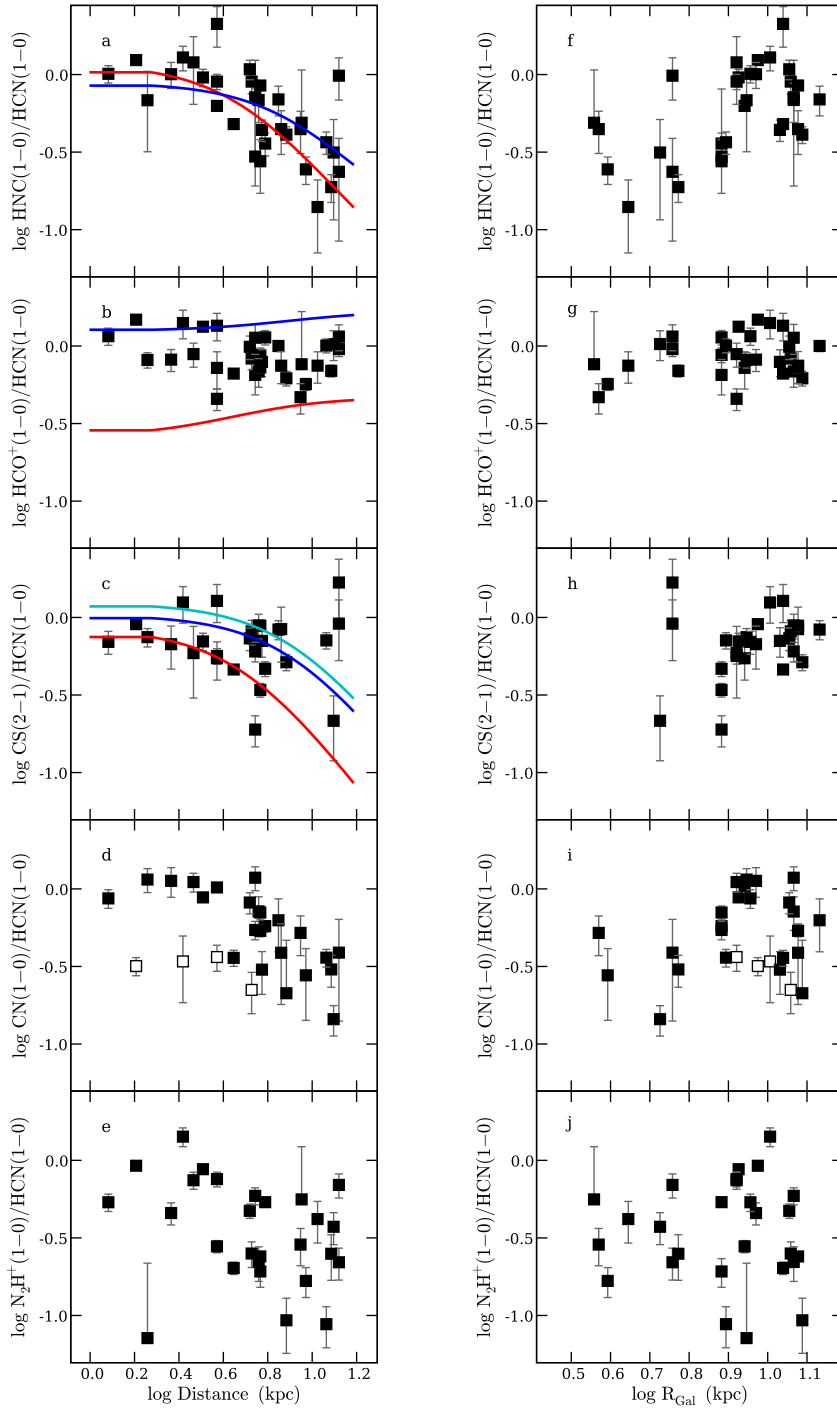 a
0.0
-0.5
-1.0
log HNC(1−0)/HCN(1−0)
f
log HNC(1−0)/HCN(1−0)
0.0
-0.5
-1.0
b
0.0
-0.5
-1.0
log HCO⁺(1−0)/HCN(1−0)
g
0.0
-0.5
-1.0
log HCO⁺(1−0)/HCN(1−0)
c
0.0
-0.5
-1.0
log CS(2−1)/HCN(1−0)
h
0.0
-0.5
-1.0
log CS(2−1)/HCN(1−0)
d
0.0
-0.5
-1.0
log CN(1−0)/HCN(1−0)
i
0.0
-0.5
-1.0
log CN(1−0)/HCN(1−0)
e
0.0
-0.5
-1.0
log N₂H⁺(1−0)/HCN(1−0)
j
0.0
-0.5
-1.0
log N₂H⁺(1−0)/HCN(1−0)
0.0 0.2 0.4 0.6 0.8 1.0 1.2
log Distance (kpc)
0.5 0.6 0.7 0.8 0.9 1.0 1.1
log R_Gal (kpc)